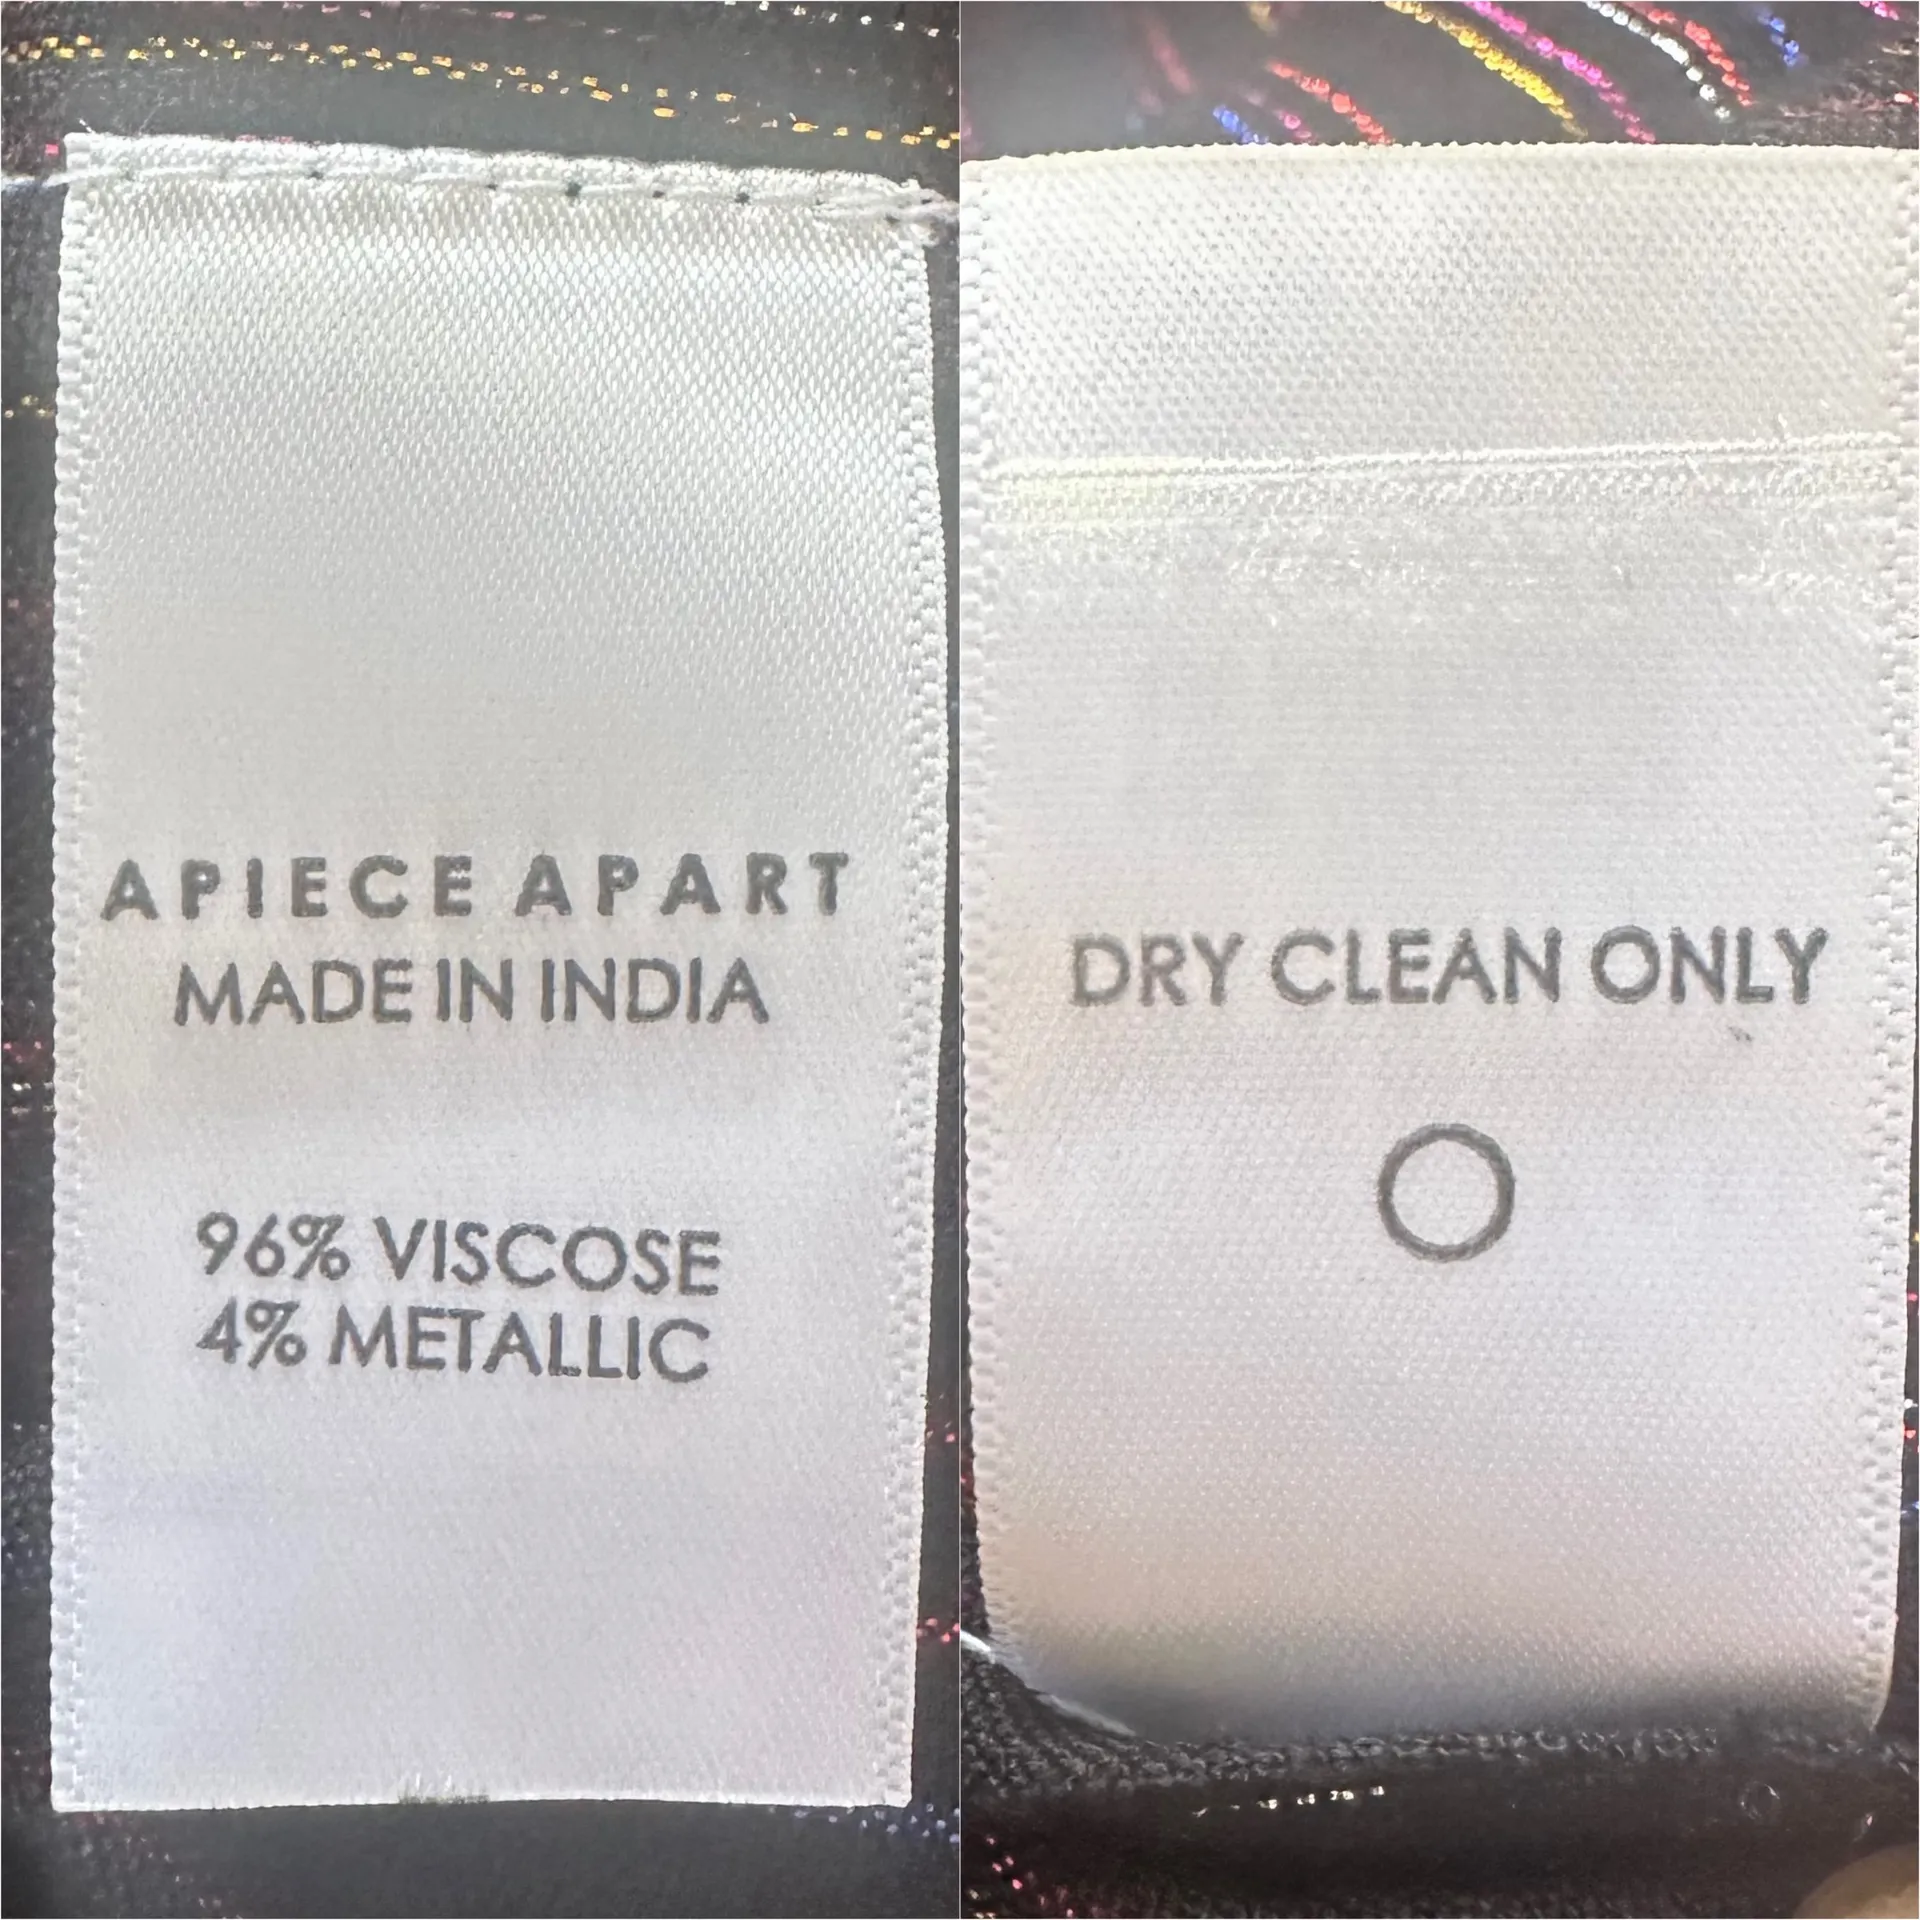 APIECE APART
MADE IN INDIA
96% VISCOSE
4% METALLIC
DRY CLEAN ONLY